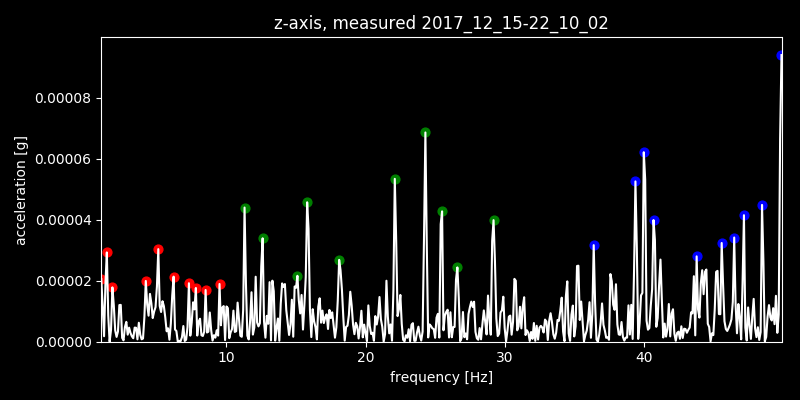 z-axis, measured 2017_12_15-22_10_02
0.00008
0.00006
0.00004
0.00002
0.00000
acceleration [g]
10 20 30 40
frequency [Hz]